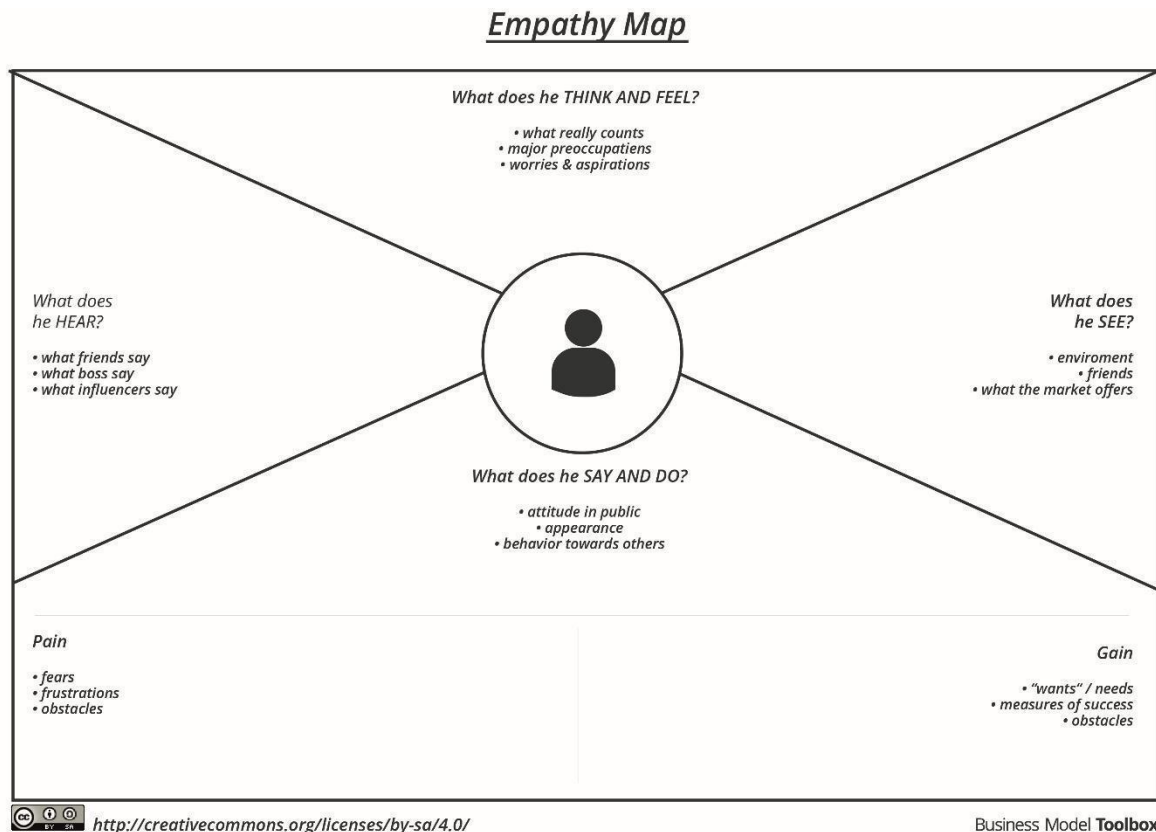 Empathy Map
What does he THINK AND FEEL?
• what really counts
• major preoccupatiens
• worries & aspirations
What does
he HEAR?
• what friends say
• what boss say
• what influencers say
What does
he SEE?
• enviroment
• friends
• what the market offers
What does he SAY AND DO?
• attitude in public
• appearance
• behavior towards others
Pain
• fears
• frustrations
• obstacles
Gain
• “wants“ / needs
• measures of success
• obstacles
cc BY SA
http://creativecommons.org/licenses/by-sa/4.0/
Business Model Toolbox